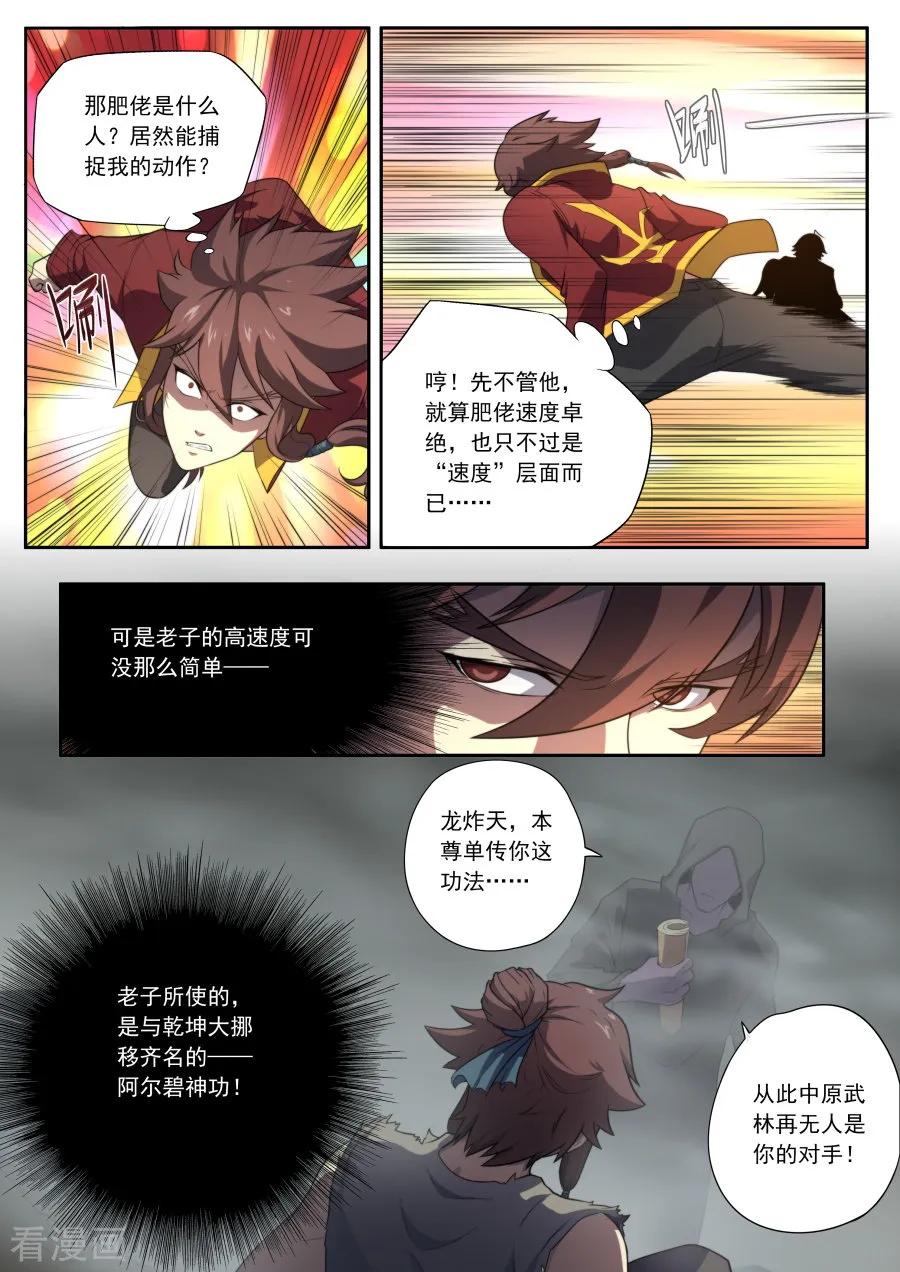 那肥佬是什么
人？居然能捕
捉我的动作？
唰
唰
哼！先不管他，
就算肥佬速度卓
绝，也只不过是
“速度”层面而
已……
可是老子的高速度可
没那么简单——
龙炸天，本
尊单传你这
功法……
老子所使的，
是与乾坤大挪
移齐名的——
阿尔碧神功！
从此中原武
林再无人是
你的对手！
看漫画